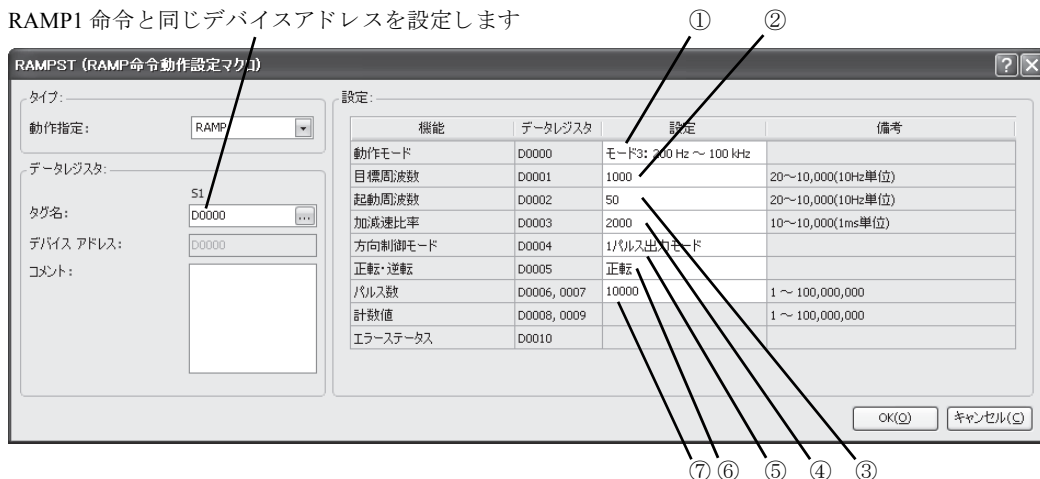 RAMP1 命令と同じデバイスアドレスを設定します
① ②
RAMPST (RAMP命令動作設定マクロ)
タイプ:
動作指定: RAMP
データレジスタ:
S1
タグ名: D0000 ...
デバイス アドレス: D0000
コメント:
設定:
機能 データレジスタ 設定 備考
動作モード D0000 モード3: 200 Hz ～ 100 kHz
目標周波数 D0001 1000 20～10,000(10Hz単位)
起動周波数 D0002 50 20～10,000(10Hz単位)
加減速比率 D0003 2000 10～10,000(1ms単位)
方向制御モード D0004 1パルス出力モード
正転・逆転 D0005 正転
パルス数 D0006, 0007 10000 1 ～ 100,000,000
計数値 D0008, 0009 1 ～ 100,000,000
エラーステータス D0010
OK(O) キャンセル(C)
⑦ ⑥ ⑤ ④ ③